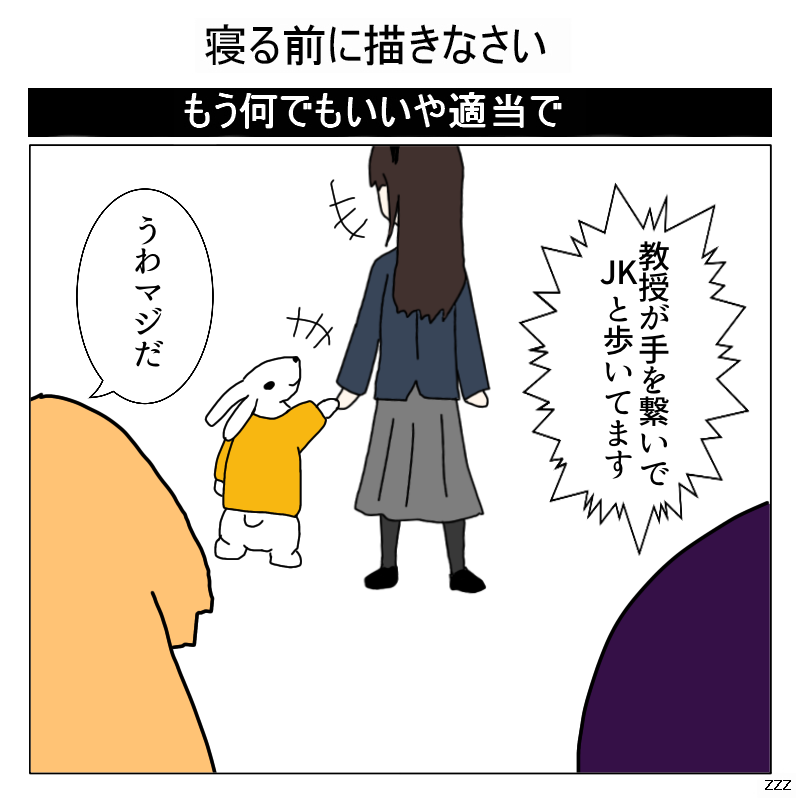 寝る前に描きなさい
もう何でもいいや適当で
教授が手を繋いで
JKと歩いてます
うわマジだ
zzz